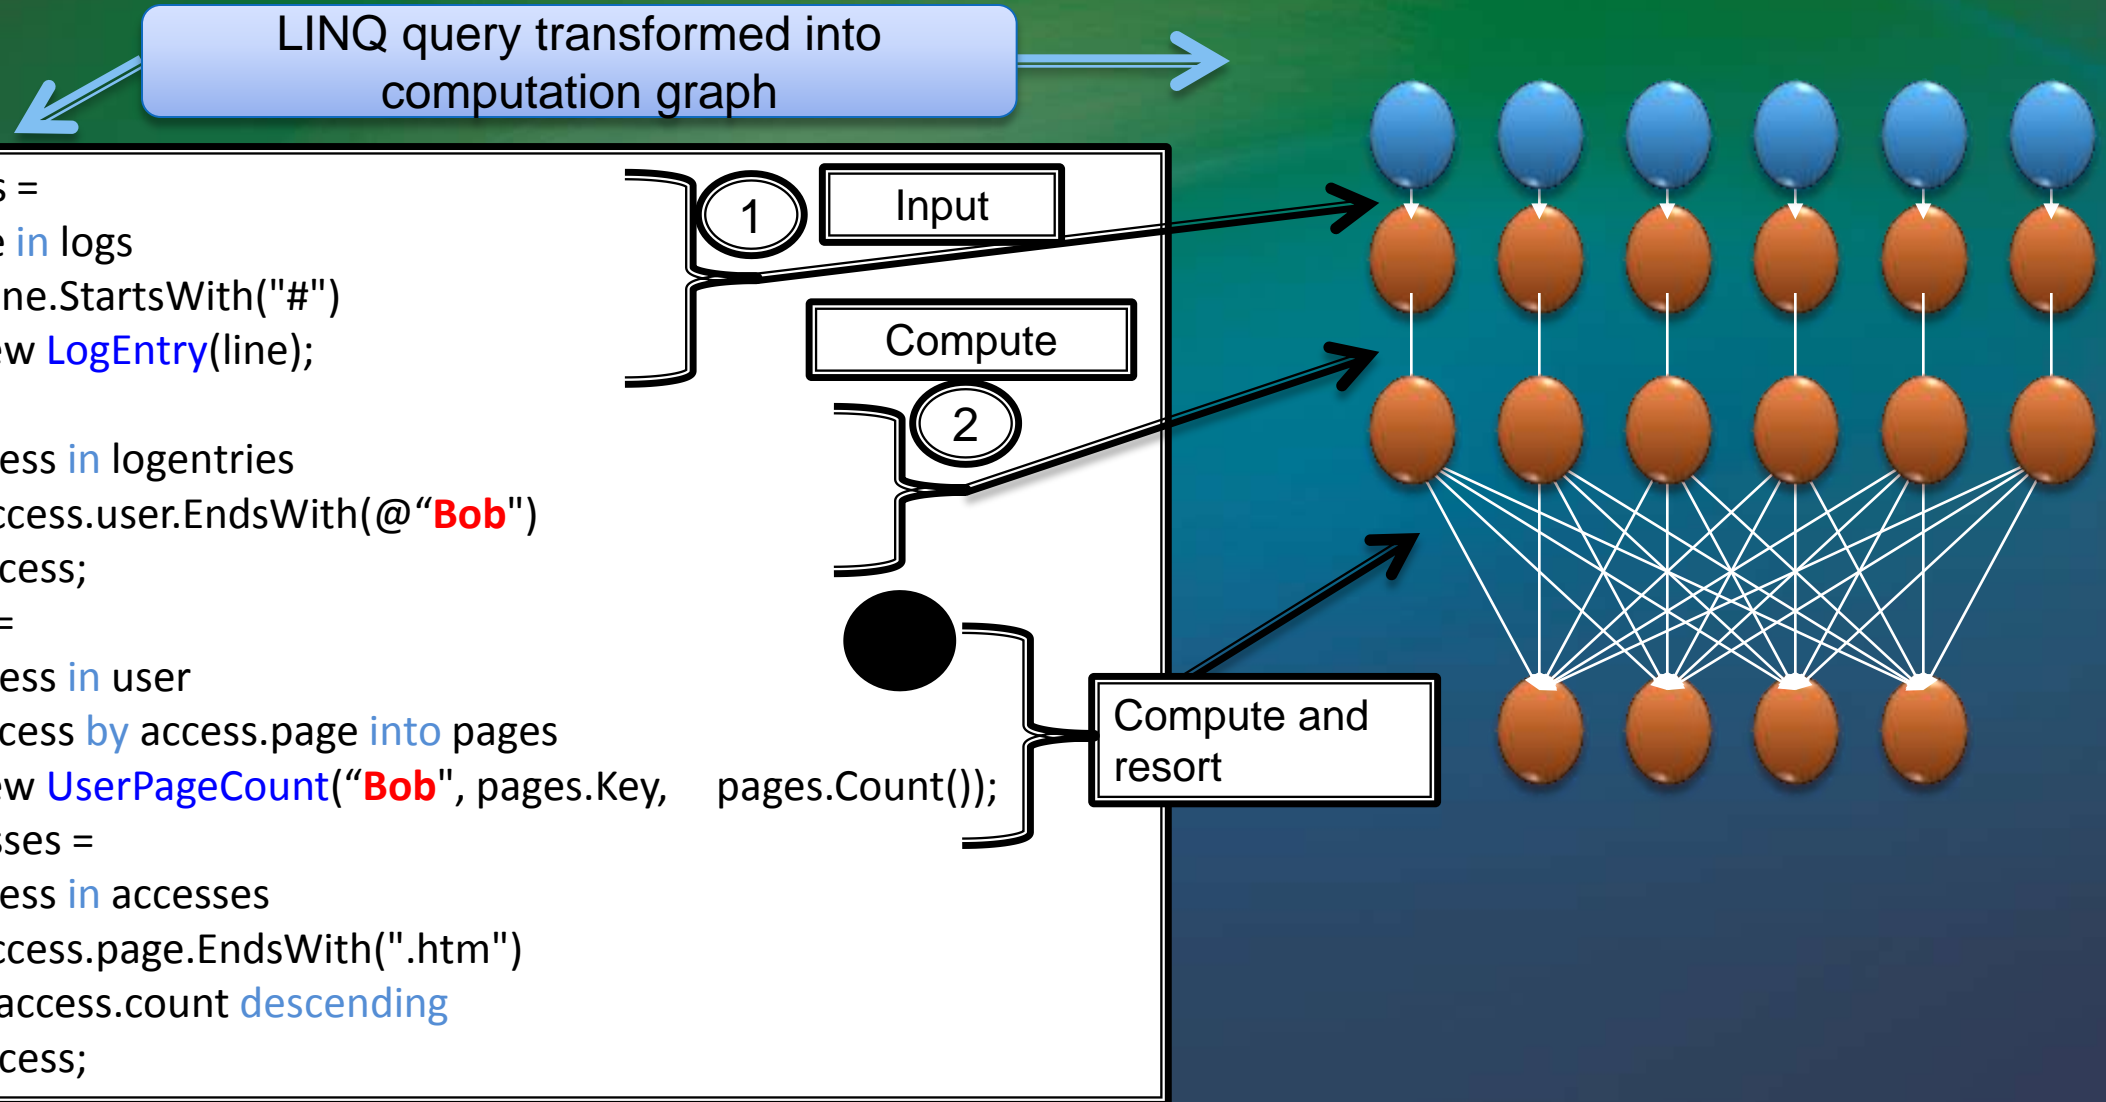 LINQ query transformed into
computation graph
s =
e in logs
ne.StartsWith("#")
ew LogEntry(line);
ess in logentries
ccess.user.EndsWith(@“Bob")
cess;
=
ess in user
cess by access.page into pages
ew UserPageCount(“Bob", pages.Key, pages.Count());
sses =
ess in accesses
ccess.page.EndsWith(".htm")
access.count descending
cess;
1
Input
Compute
2
Compute and
resort